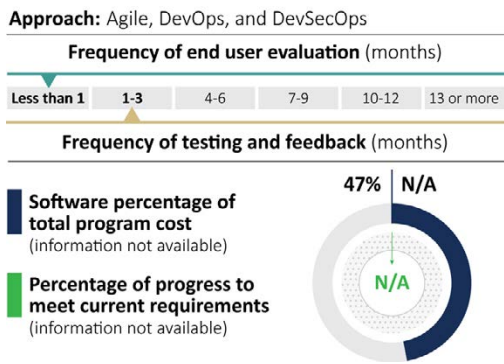 Approach: Agile, DevOps, and DevSecOps
Frequency of end user evaluation (months)
Less than 1 1-3 4-6 7-9 10-12 13 or more
Frequency of testing and feedback (months)
Software percentage of
total program cost
(information not available)
47% N/A
Percentage of progress to
meet current requirements
(information not available)
N/A